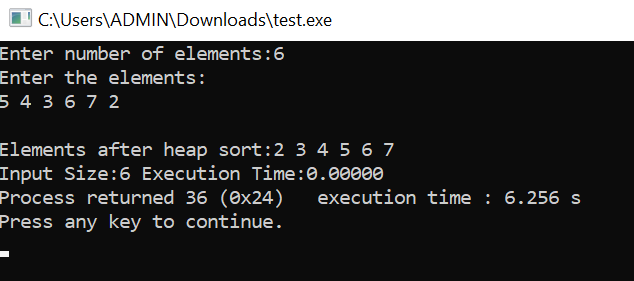 C:\Users\ADMIN\Downloads\test.exe
Enter number of elements:6
Enter the elements:
5 4 3 6 7 2
Elements after heap sort:2 3 4 5 6 7
Input Size:6 Execution Time:0.00000
Process returned 36 (0x24)   execution time : 6.256 s
Press any key to continue.